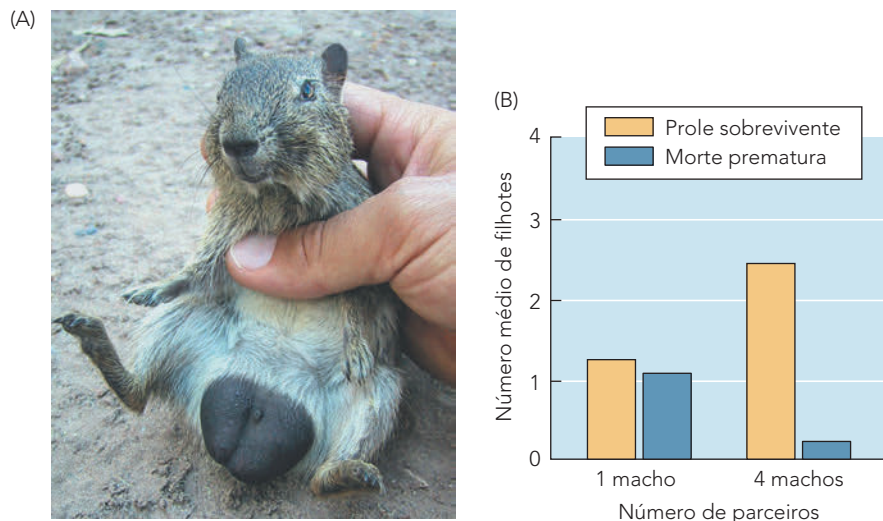 (A)
(B)
Prole sobrevivente
Morte prematura
Número médio de filhotes
4
3
2
1
0
1 macho
4 machos
Número de parceiros